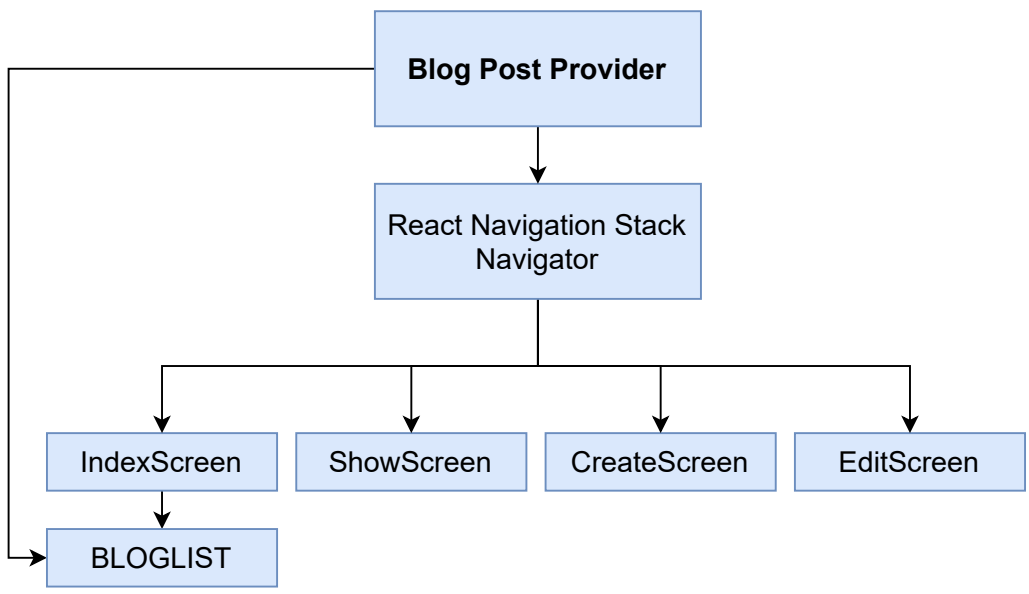 Blog Post Provider
React Navigation Stack
Navigator
IndexScreen
ShowScreen
CreateScreen
EditScreen
BLOGLIST